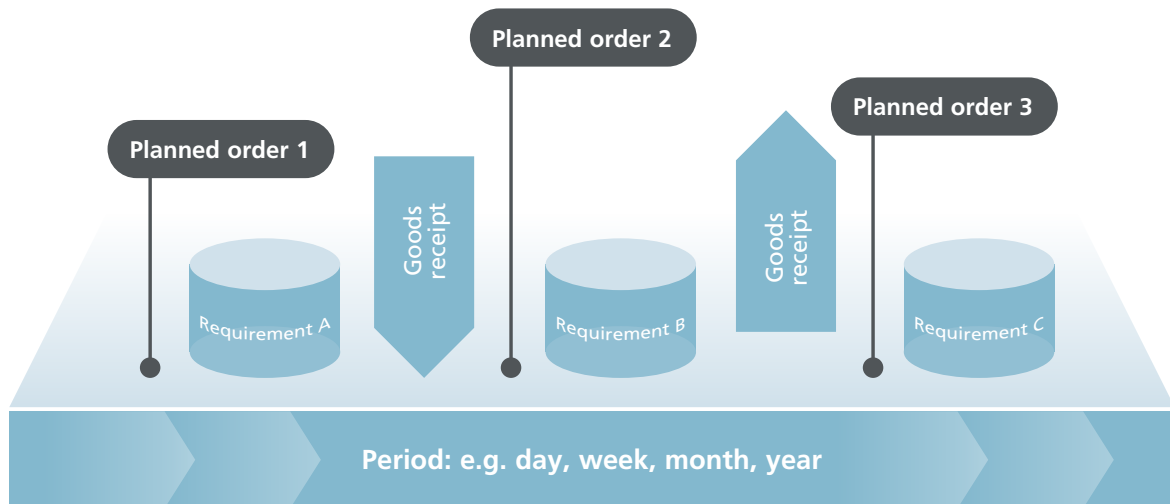 Planned order 1
Planned order 2
Planned order 3
Goods
receipt
Goods
receipt
Requirement A
Requirement B
Requirement C
Period: e.g. day, week, month, year